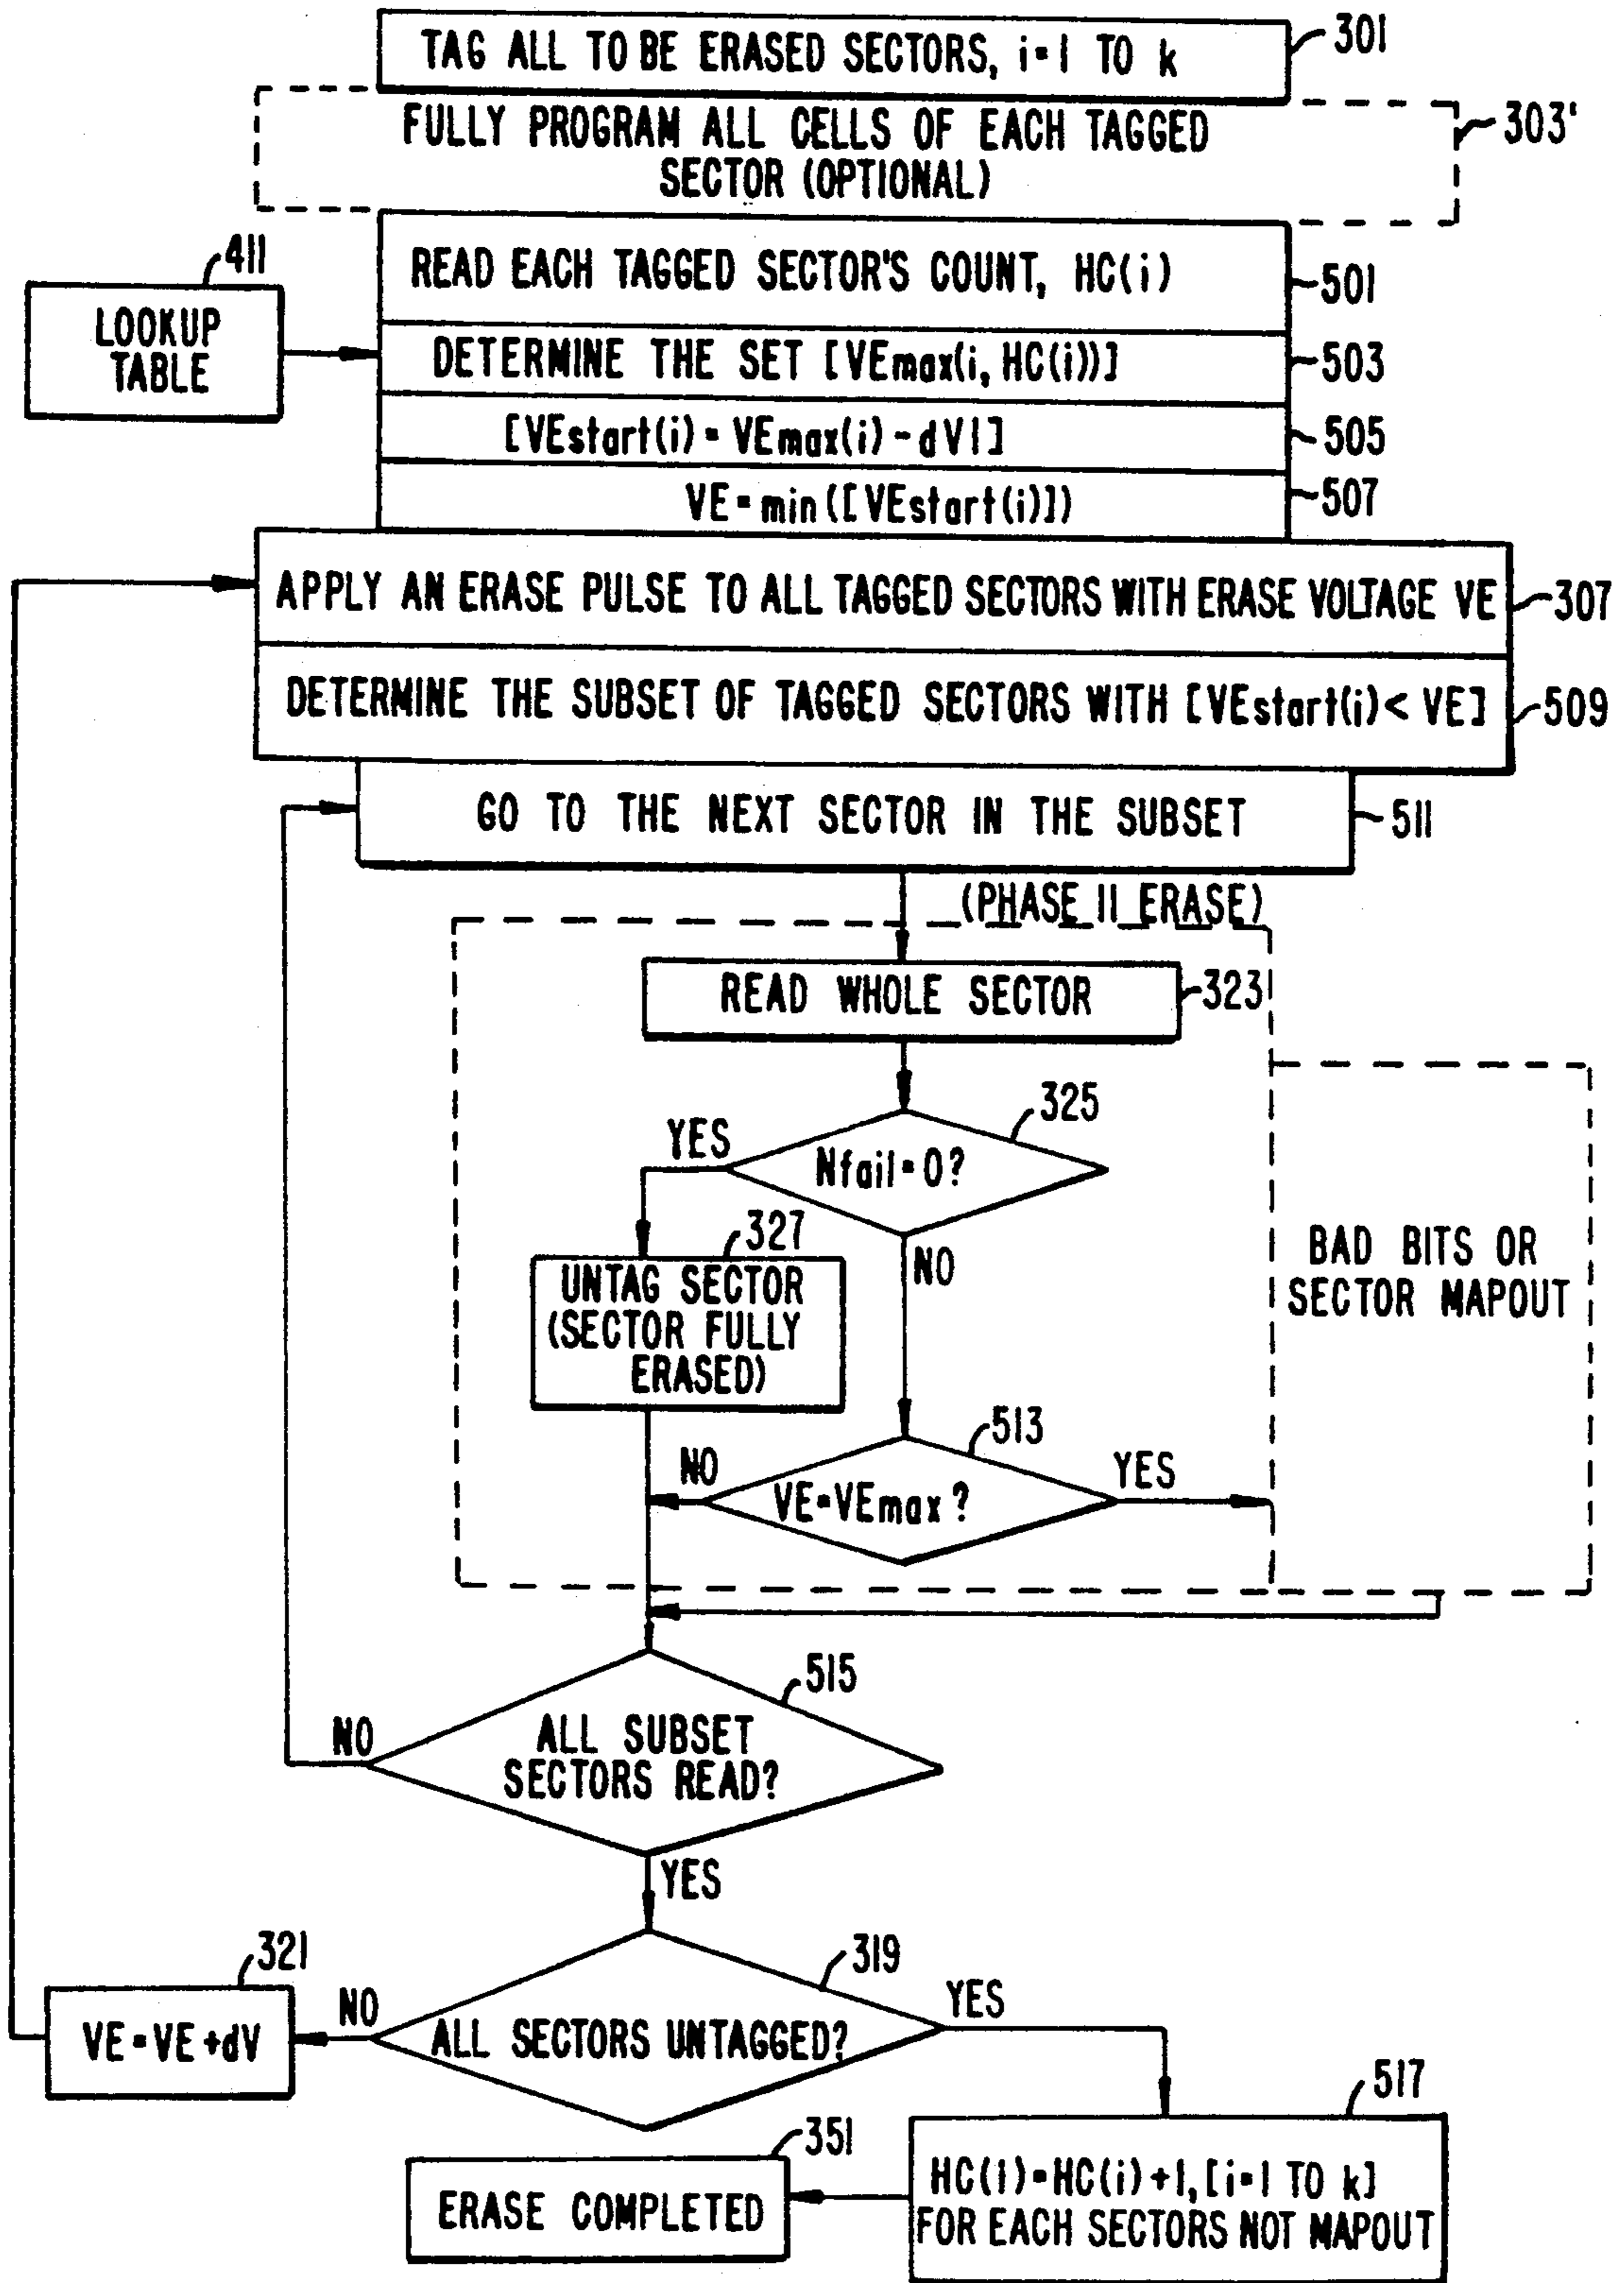 TAG ALL TO BE ERASED SECTORS, i=1 TO k
301
FULLY PROGRAM ALL CELLS OF EACH TAGGED
SECTOR (OPTIONAL)
303'
411
LOOKUP
TABLE
READ EACH TAGGED SECTOR'S COUNT, HC(i)
501
DETERMINE THE SET [VEmax(i, HC(i))]
503
[VEstart(i)=VEmax(i)-dV1]
505
VE=min([VEstart(i)])
507
APPLY AN ERASE PULSE TO ALL TAGGED SECTORS WITH ERASE VOLTAGE VE
307
DETERMINE THE SUBSET OF TAGGED SECTORS WITH [VEstart(i)< VE]
509
GO TO THE NEXT SECTOR IN THE SUBSET
511
(PHASE II ERASE)
READ WHOLE SECTOR
323
325
YES
Nfail=0?
NO
327
UNTAG SECTOR
(SECTOR FULLY
ERASED)
BAD BITS OR
SECTOR MAPOUT
513
NO
VE=VEmax?
YES
515
NO
ALL SUBSET
SECTORS READ?
YES
321
VE=VE+dV
NO
319
ALL SECTORS UNTAGGED?
YES
517
HC(1)=HC(i)+1,[i=1 TO k]
FOR EACH SECTORS NOT MAPOUT
351
ERASE COMPLETED